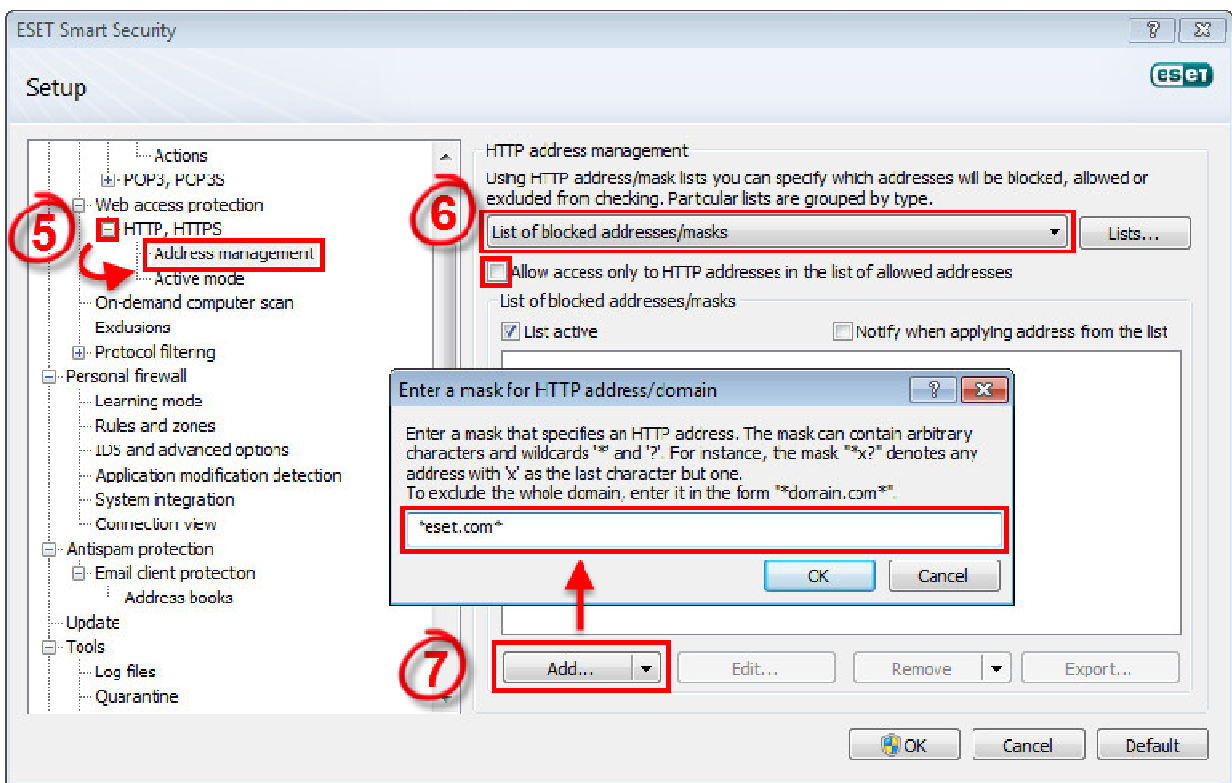 ESET Smart Security
Setup
eset
Actions
POP3, POP3S
Web access protection
HTTP, HTTPS
Address management
Active mode
On-demand computer scan
Exclusions
Protocol filtering
Personal firewall
Learning mode
Rules and zones
IDS and advanced options
Application modification detection
System integration
Connection view
Antispam protection
Email client protection
Address books
Update
Tools
Log files
Quarantine
5
HTTP address management
Using HTTP address/mask lists you can specify which addresses will be blocked, allowed or
excluded from checking. Particular lists are grouped by type.
6
List of blocked addresses/masks
Lists...
Allow access only to HTTP addresses in the list of allowed addresses
List of blocked addresses/masks
List active
Notify when applying address from the list
Enter a mask for HTTP address/domain
?
Enter a mask that specifies an HTTP address. The mask can contain arbitrary
characters and wildcards '*' and '?'. For instance, the mask "*x?" denotes any
address with 'x' as the last character but one.
To exclude the whole domain, enter it in the form "*domain.com*".
*eset.com*
OK
Cancel
7
Add...
Edit...
Remove
Export...
OK
Cancel
Default